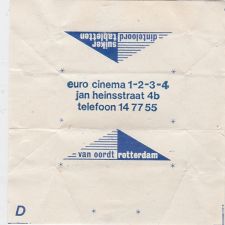 suiker dinteloord
tabletten
euro cinema 1-2-3-4
jan heinsstraat 4b
telefoon 14 77 55
van oordt rotterdam
D